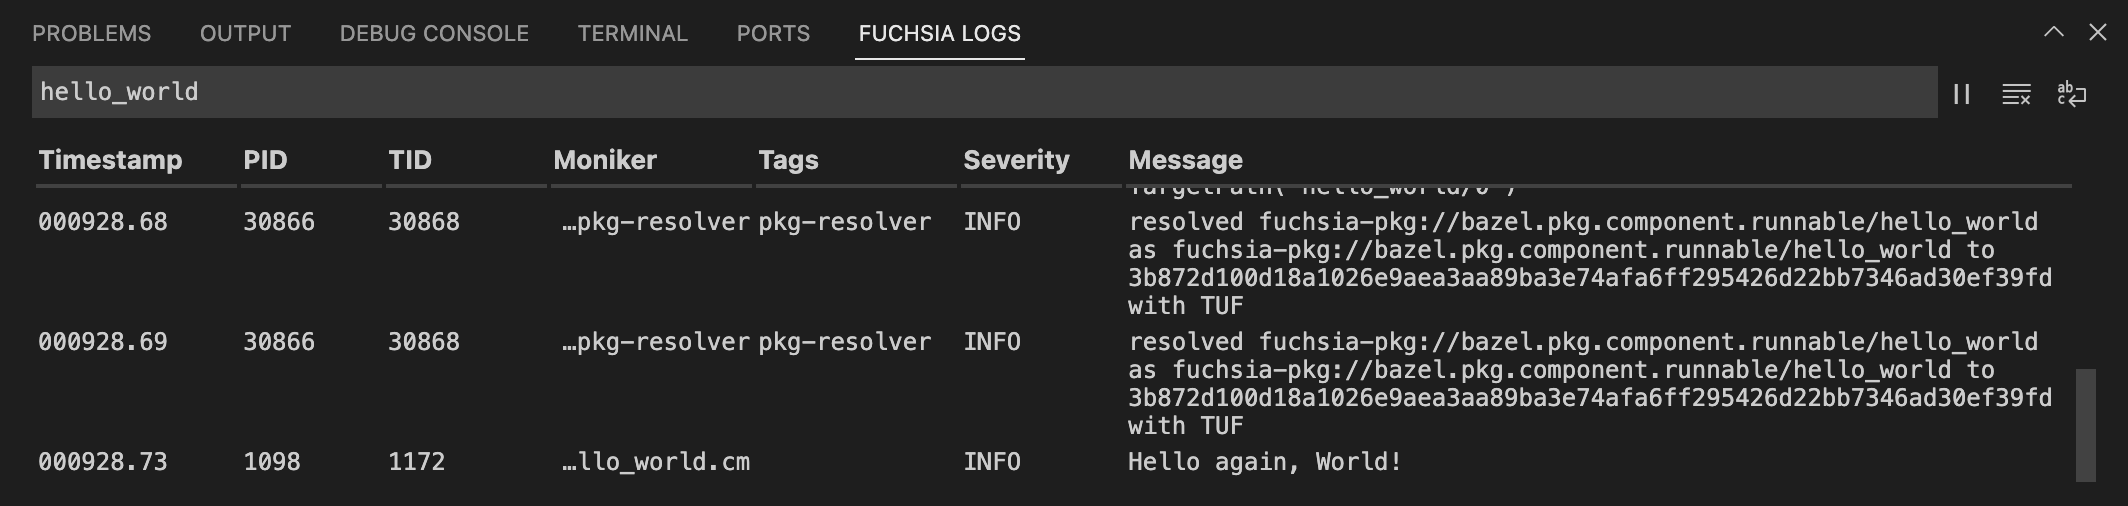 PROBLEMS OUTPUT DEBUG CONSOLE TERMINAL PORTS FUCHSIA LOGS
hello_world
Timestamp PID TID Moniker Tags Severity Message
TargetPath("hello_world/0")
000928.68 30866 30868 …pkg-resolver pkg-resolver INFO resolved fuchsia-pkg://bazel.pkg.component.runnable/hello_world
as fuchsia-pkg://bazel.pkg.component.runnable/hello_world to
3b872d100d18a1026e9aea3aa89ba3e74afa6ff295426d22bb7346ad30ef39fd
with TUF
000928.69 30866 30868 …pkg-resolver pkg-resolver INFO resolved fuchsia-pkg://bazel.pkg.component.runnable/hello_world
as fuchsia-pkg://bazel.pkg.component.runnable/hello_world to
3b872d100d18a1026e9aea3aa89ba3e74afa6ff295426d22bb7346ad30ef39fd
with TUF
000928.73 1098 1172 …llo_world.cm INFO Hello again, World!